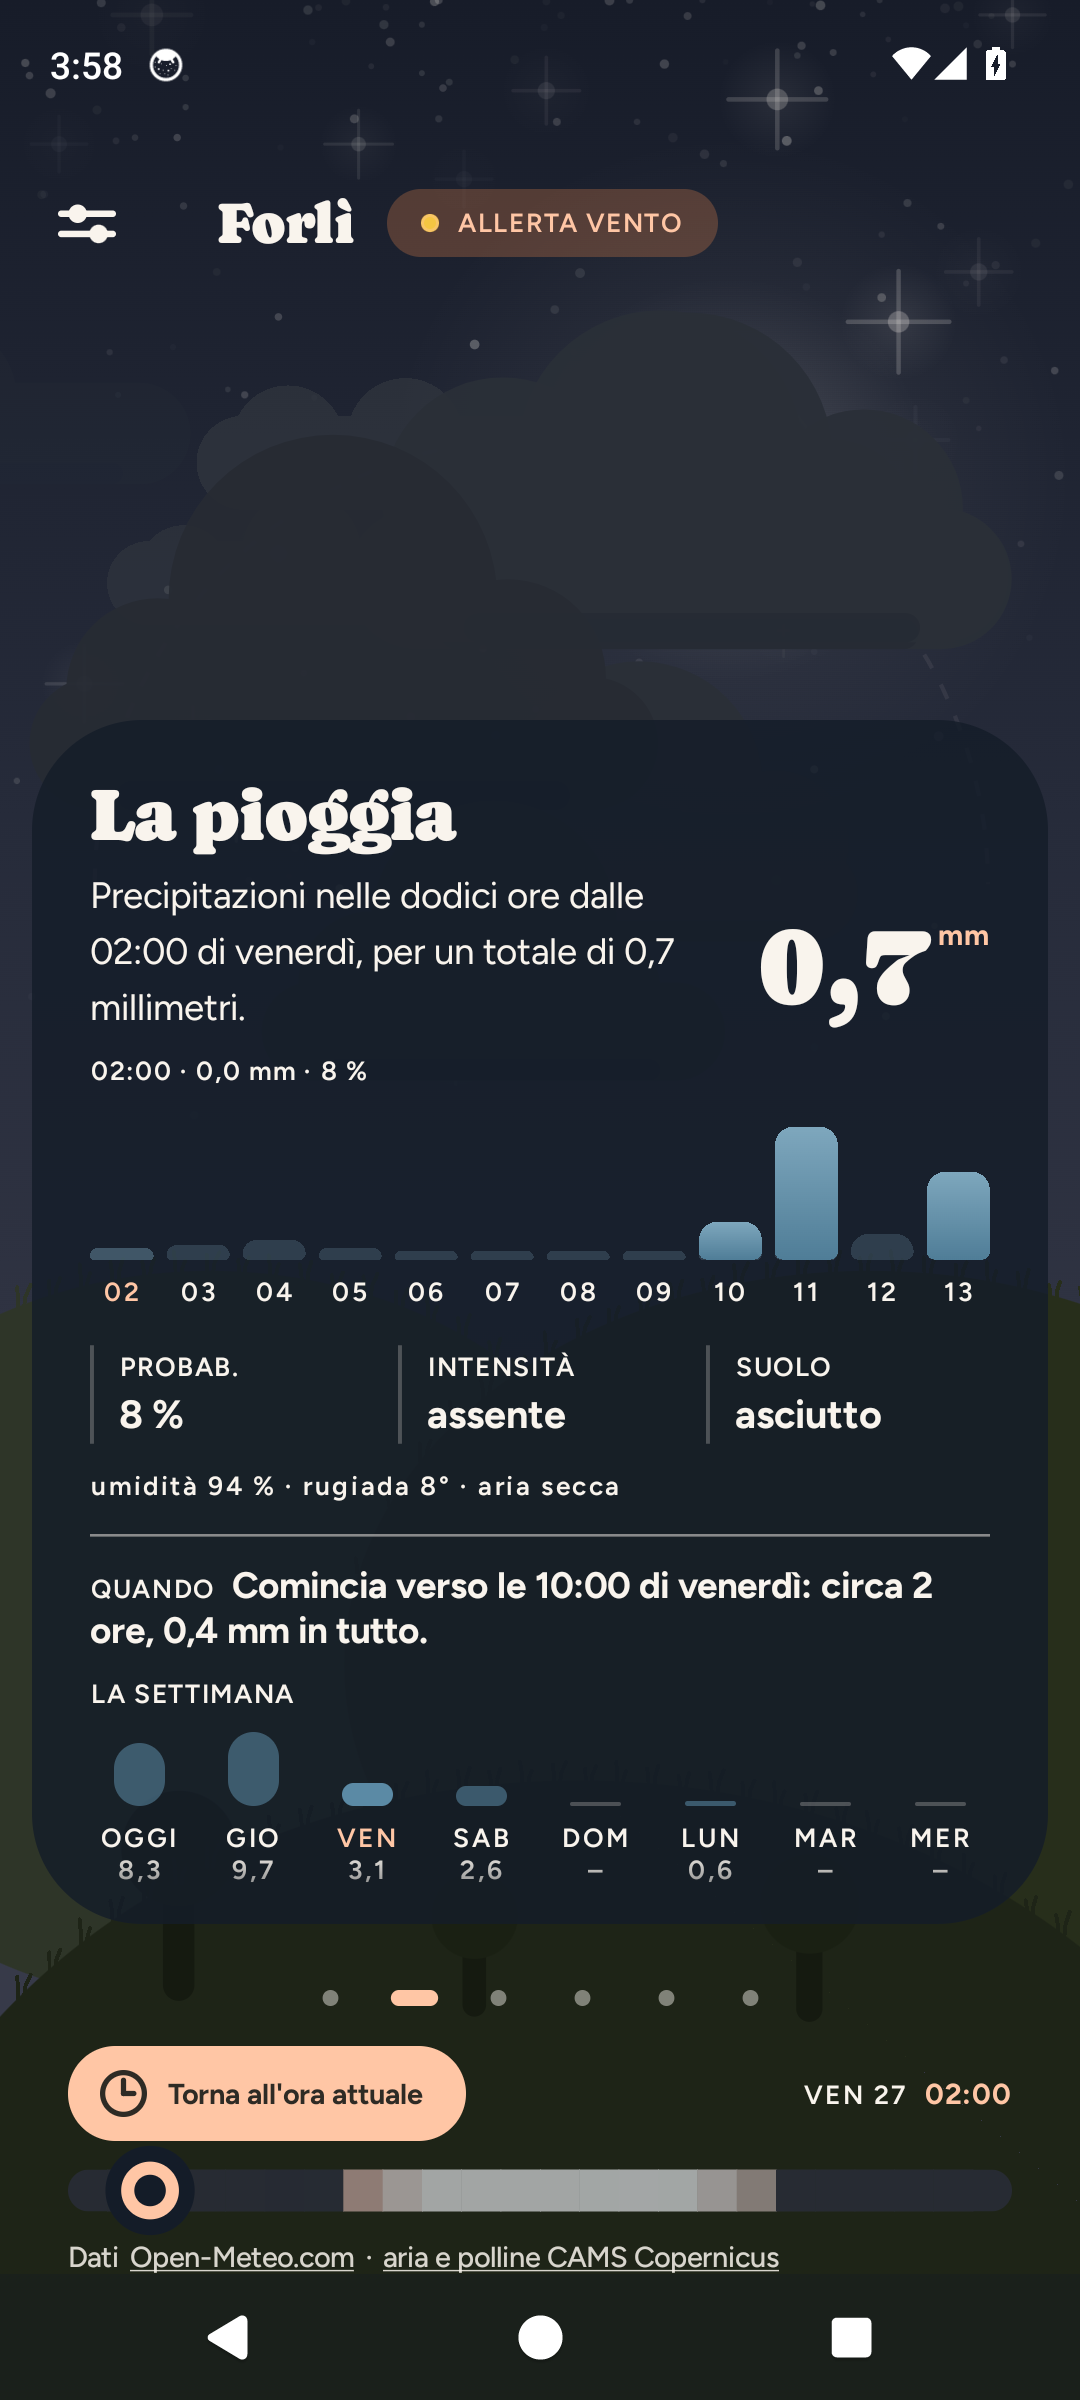 3:58
Forlì
ALLERTA VENTO
La pioggia
Precipitazioni nelle dodici ore dalle
02:00 di venerdì, per un totale di 0,7
millimetri.
0,7 mm
02:00 · 0,0 mm · 8 %
02 03 04 05 06 07 08 09 10 11 12 13
PROBAB. INTENSITÀ SUOLO
8 % assente asciutto
umidità 94 % · rugiada 8° · aria secca
QUANDO Comincia verso le 10:00 di venerdì: circa 2
ore, 0,4 mm in tutto.
LA SETTIMANA
OGGI GIO VEN SAB DOM LUN MAR MER
8,3 9,7 3,1 2,6 – 0,6 – –
Torna all'ora attuale
VEN 27 02:00
Dati Open-Meteo.com · aria e polline CAMS Copernicus